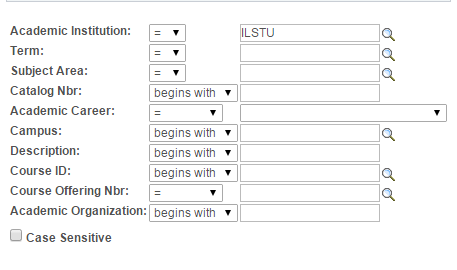 Academic Institution: = ILSTU
Term: =
Subject Area: =
Catalog Nbr: begins with
Academic Career: =
Campus: begins with
Description: begins with
Course ID: begins with
Course Offering Nbr: =
Academic Organization: begins with
Case Sensitive